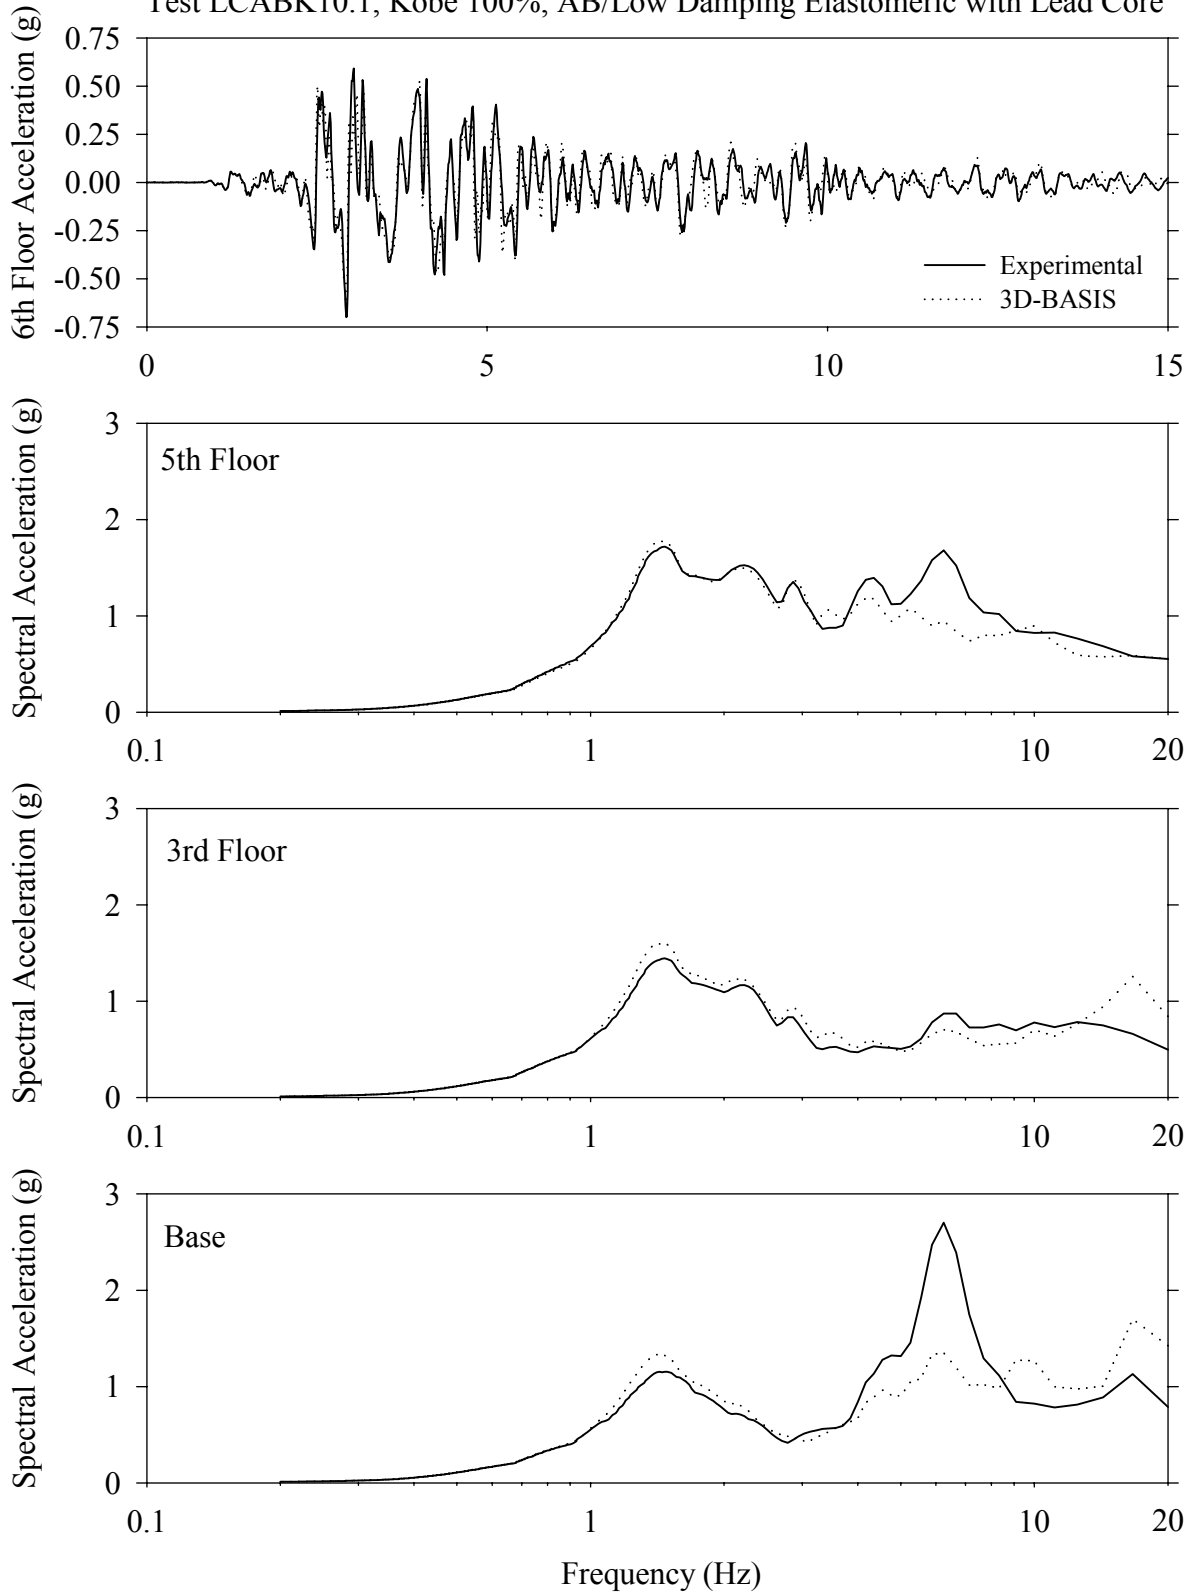 Test LCABK10.1, Kobe 100%, AB/Low Damping Elastomeric with Lead Core
6th Floor Acceleration (g)
0.75
0.50
0.25
0.00
-0.25
-0.50
-0.75
Experimental
3D-BASIS
0 5 10 15
Spectral Acceleration (g)
3
2
1
0
5th Floor
0.1 1 10 20
Spectral Acceleration (g)
3
2
1
0
3rd Floor
0.1 1 10 20
Spectral Acceleration (g)
3
2
1
0
Base
0.1 1 10 20
Frequency (Hz)